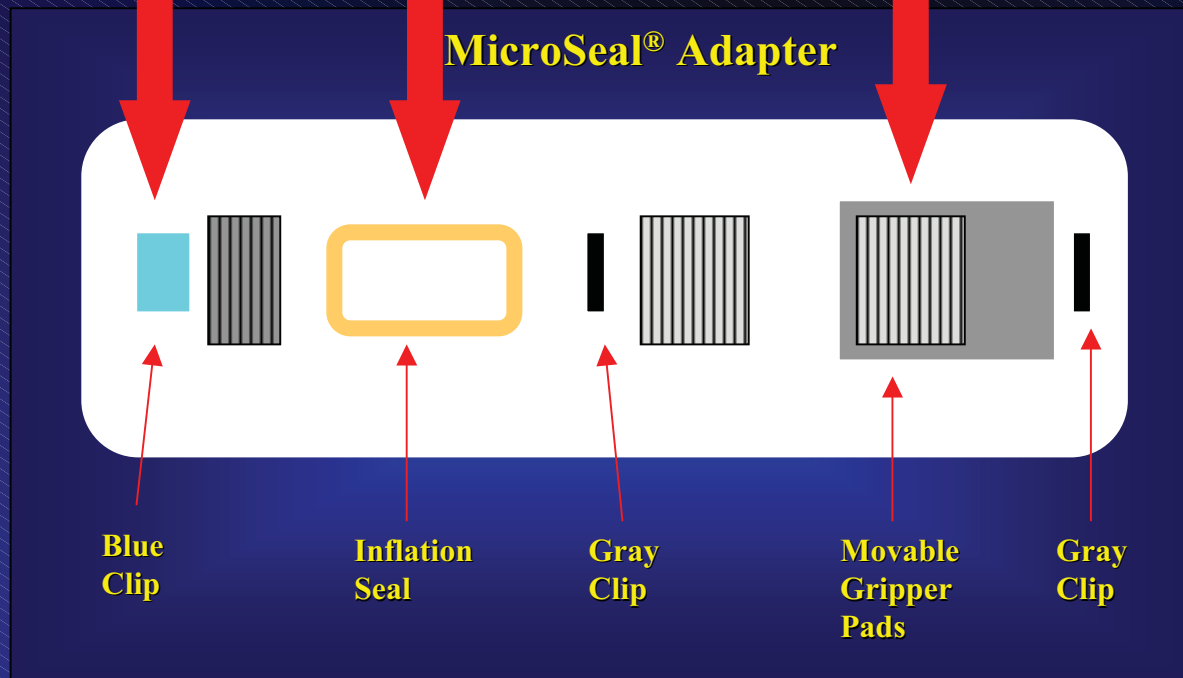 MicroSeal® Adapter
Blue
Clip
Inflation
Seal
Gray
Clip
Movable
Gripper
Pads
Gray
Clip